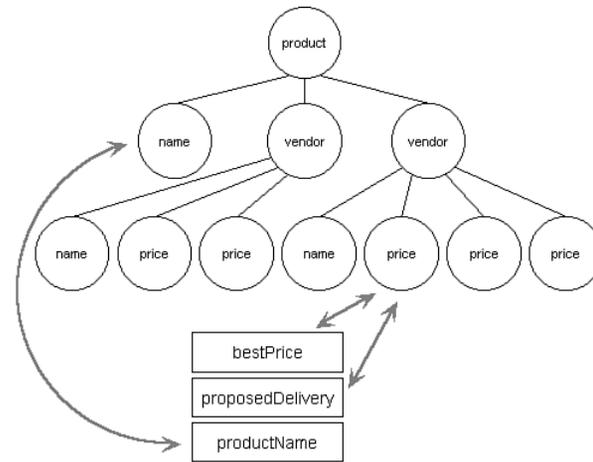 product
name
vendor
vendor
name
price
price
name
price
price
price
bestPrice
proposedDelivery
productName